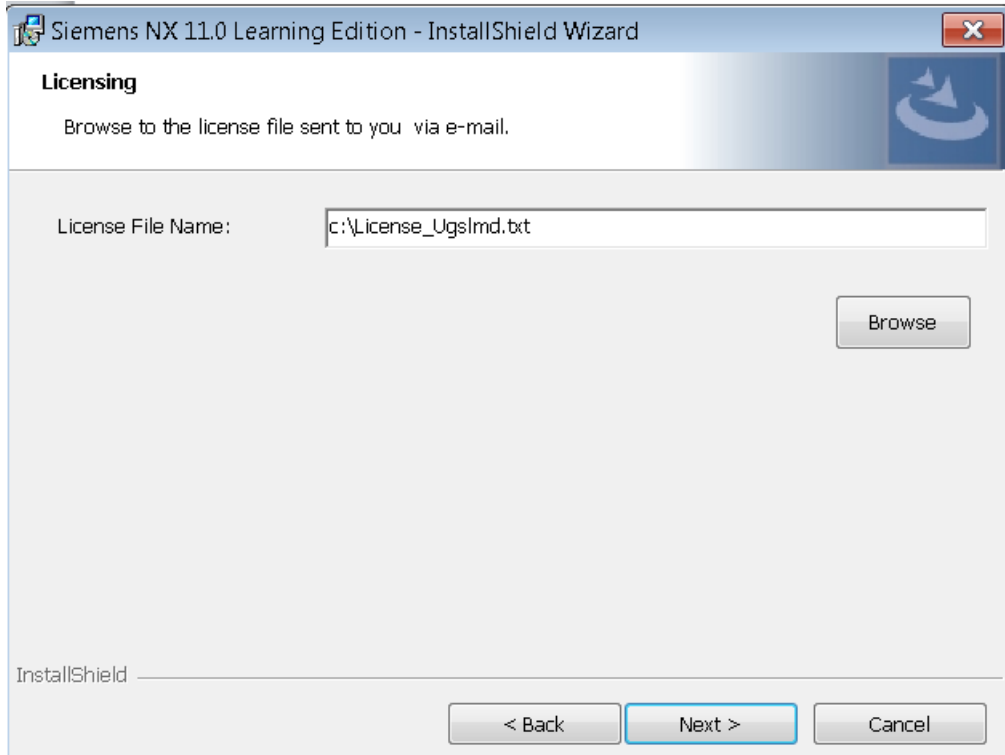 Siemens NX 11.0 Learning Edition - InstallShield Wizard
Licensing
Browse to the license file sent to you  via e-mail.
License File Name:
c:\License_Ugslmd.txt
Browse
InstallShield
< Back
Next >
Cancel